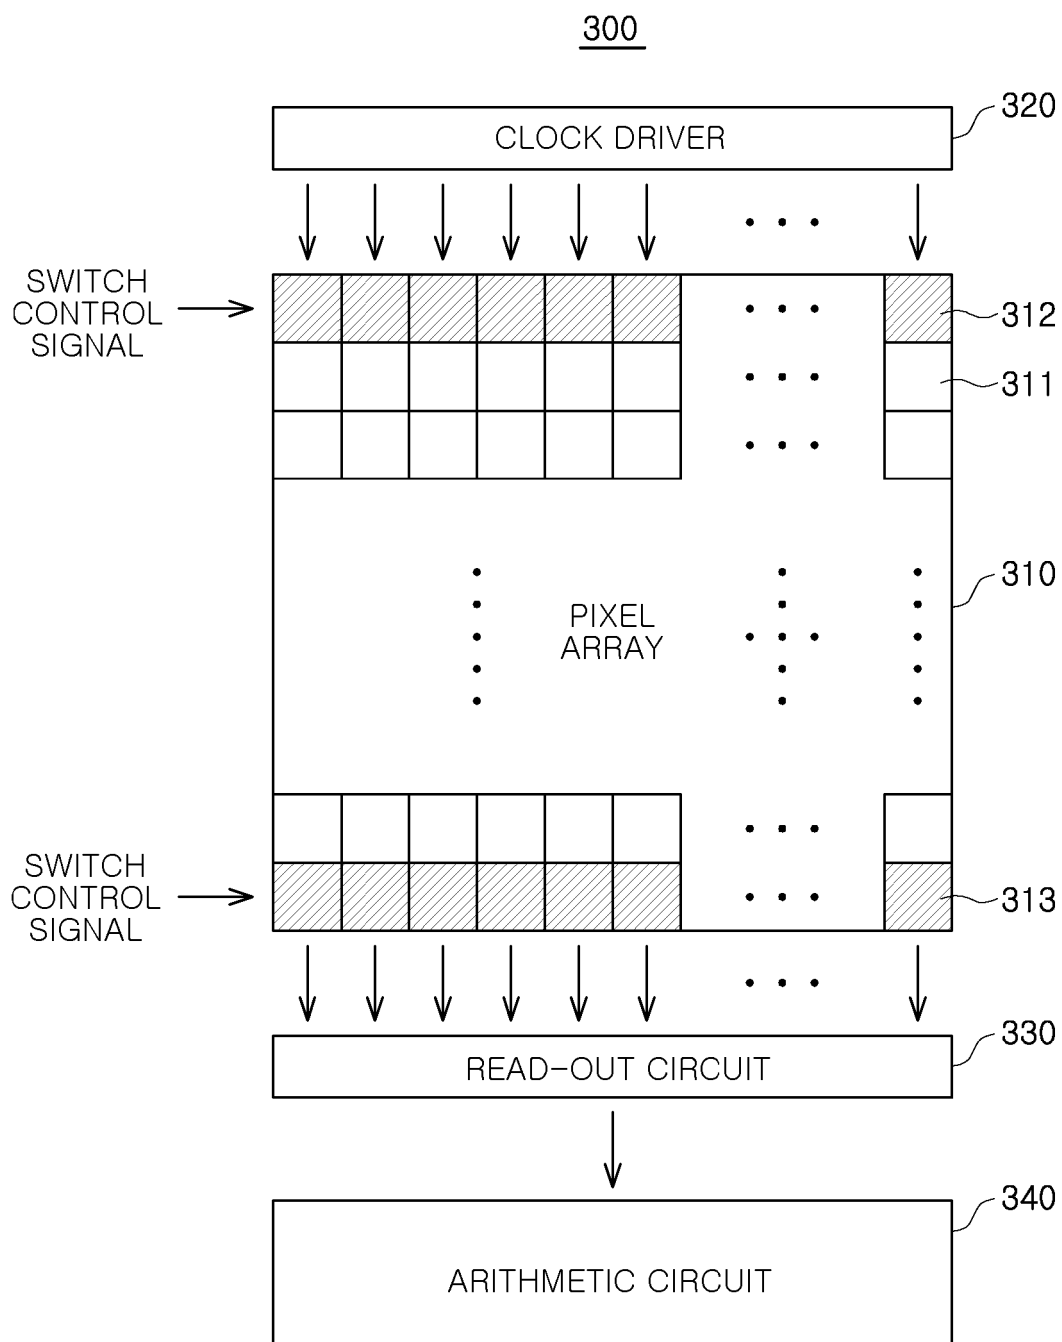 300
CLOCK DRIVER
320
SWITCH
CONTROL
SIGNAL
312
311
PIXEL
ARRAY
310
SWITCH
CONTROL
SIGNAL
313
READ-OUT CIRCUIT
330
ARITHMETIC CIRCUIT
340